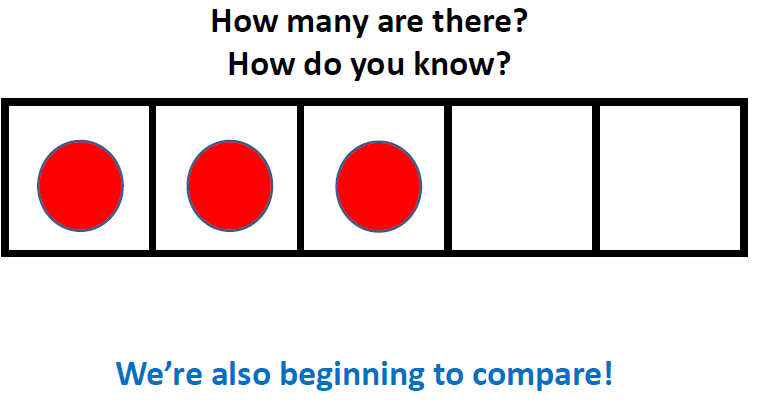 How many are there?
How do you know?
We’re also beginning to compare!